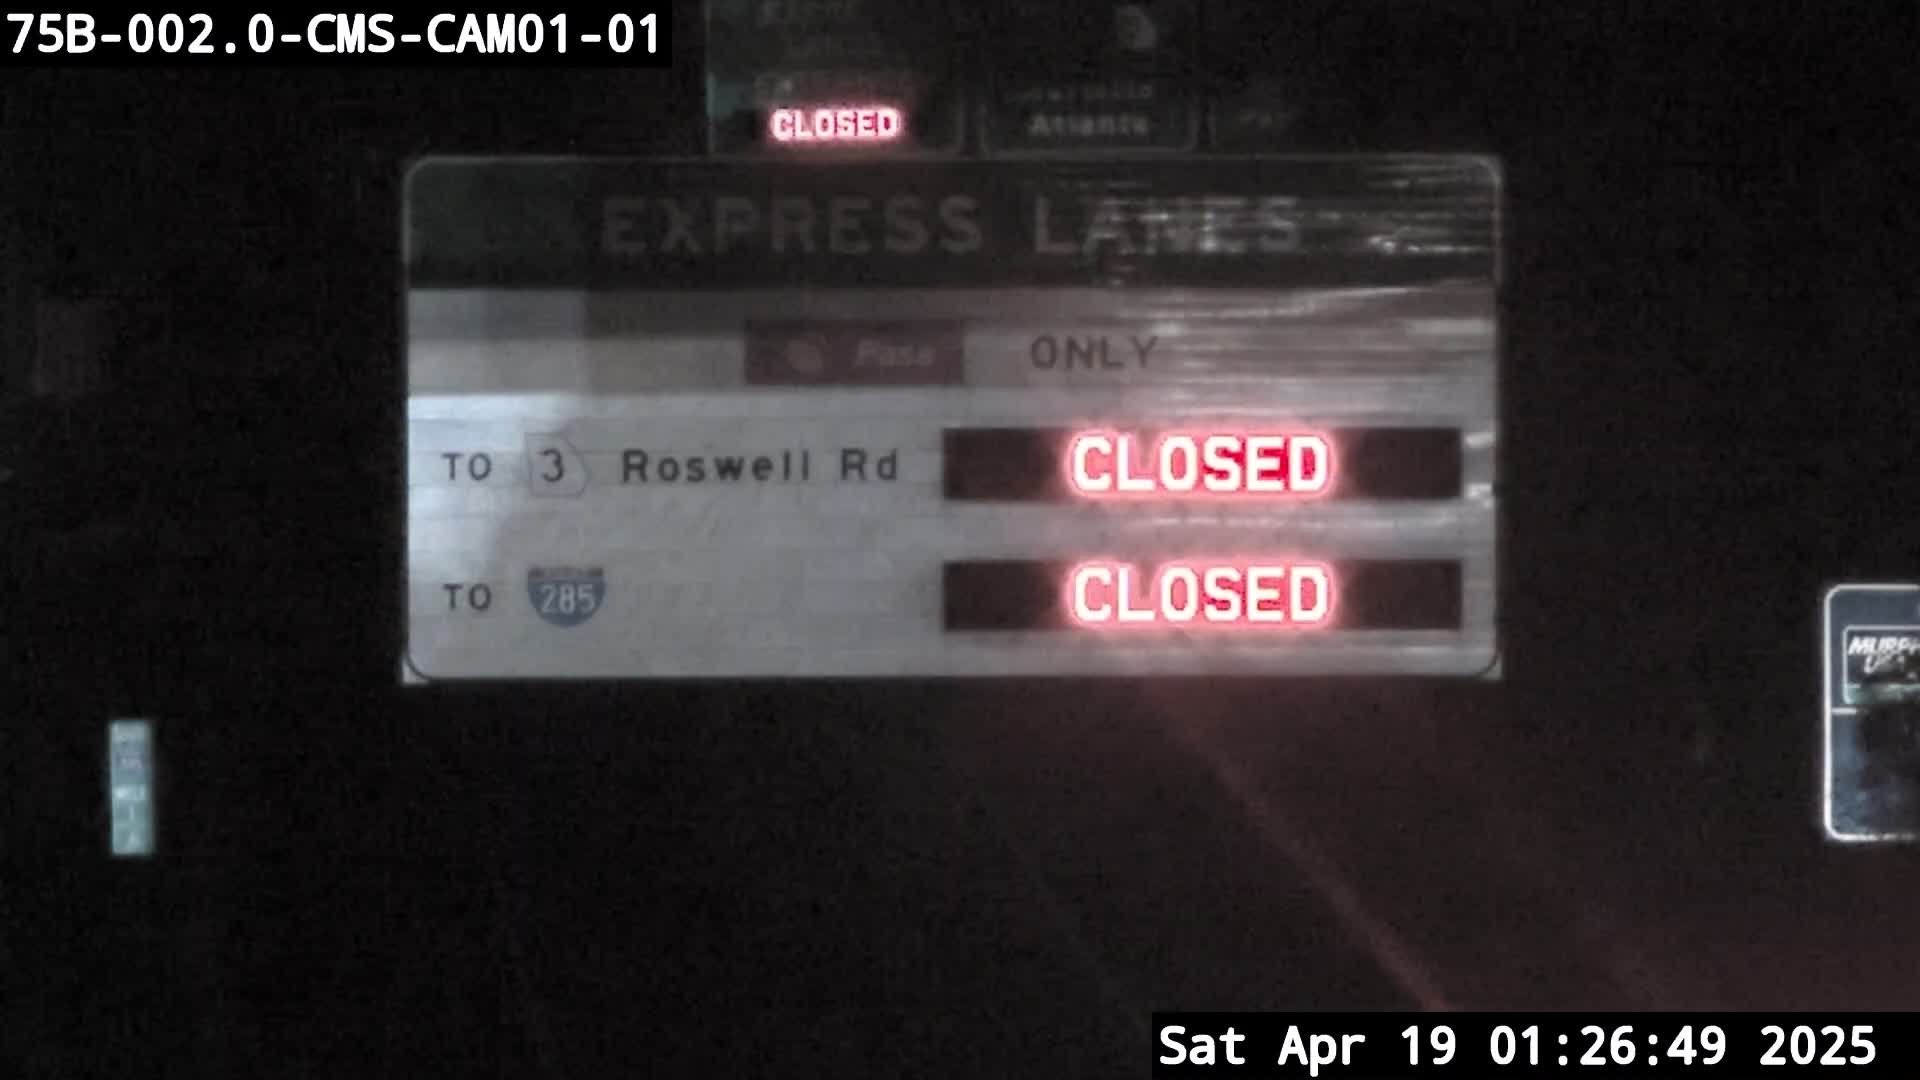 75B-002.0-CMS-CAM01-01
CLOSED
Atlanta
EXPRESS LANES
Pass ONLY
TO 3 Roswell Rd CLOSED
TO 285 CLOSED
Sat Apr 19 01:26:49 2025